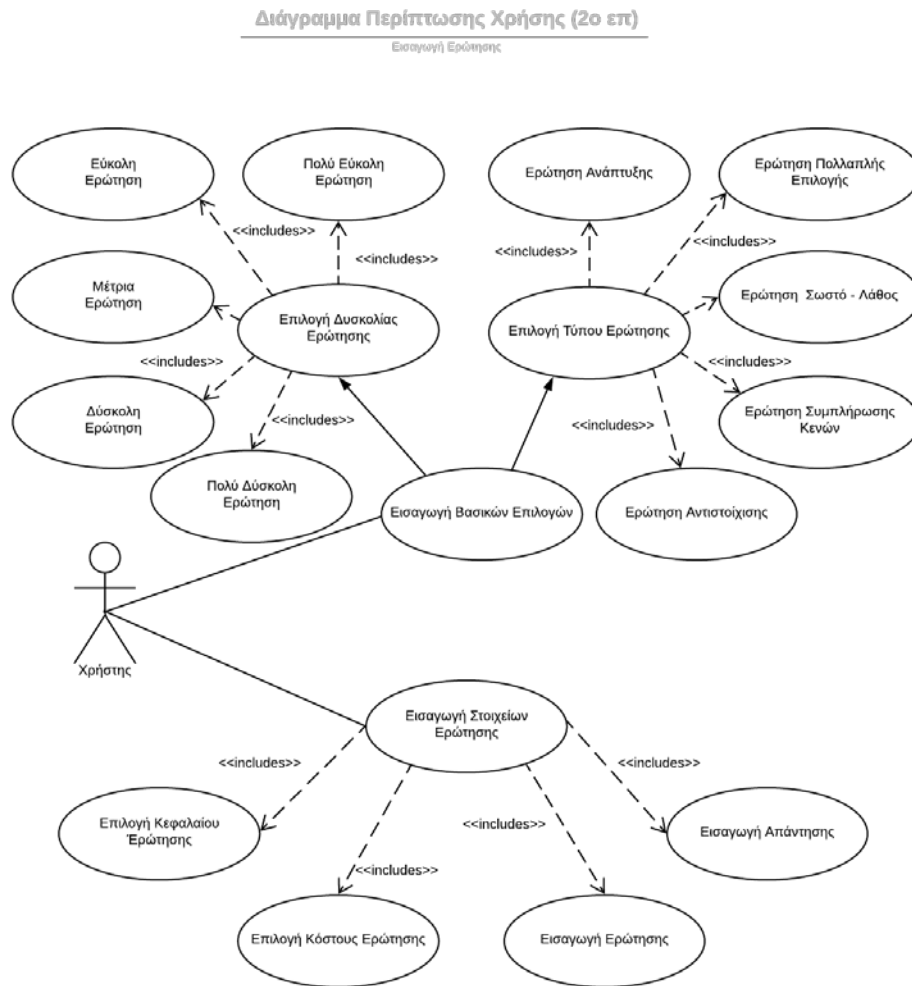 Διάγραμμα Περίπτωσης Χρήσης (2ο επ)
Εισαγωγή Ερώτησης
Εύκολη
Ερώτηση
Πολύ Εύκολη
Ερώτηση
Ερώτηση Ανάπτυξης
Ερώτηση Πολλαπλής
Επιλογής
<<includes>>
<<includes>>
<<includes>>
<<includes>>
Μέτρια
Ερώτηση
Επιλογή Δυσκολίας
Ερώτησης
Επιλογή Τύπου Ερώτησης
Ερώτηση Σωστό - Λάθος
<<includes>>
<<includes>>
Δύσκολη
Ερώτηση
<<includes>>
<<includes>>
Ερώτηση Συμπλήρωσης
Κενών
Πολύ Δύσκολη
Ερώτηση
Εισαγωγή Βασικών Επιλογών
Ερώτηση Αντιστοίχισης
Χρήστης
Εισαγωγή Στοιχείων
Ερώτησης
<<includes>>
<<includes>>
Επιλογή Κεφαλαίου
Έρώτησης
<<includes>>
Εισαγωγή Απάντησης
<<includes>>
Επιλογή Κόστους Ερώτησης
Εισαγωγή Ερώτησης